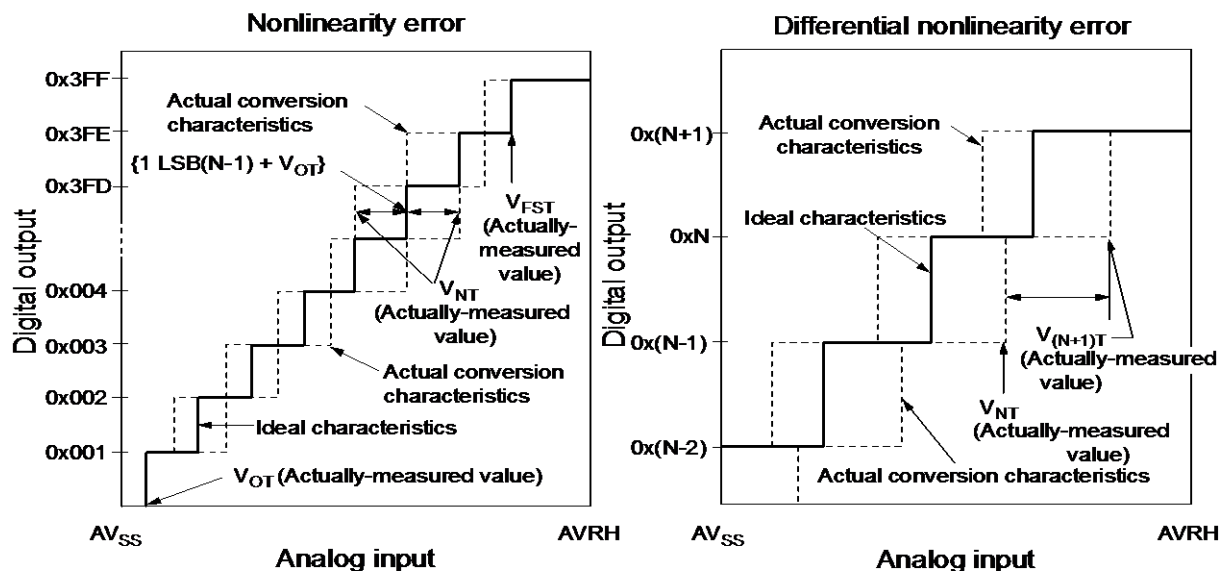 Nonlinearity error
Digital output
0x3FF
0x3FE
0x3FD
0x004
0x003
0x002
0x001
Actual conversion
characteristics
{1 LSB(N-1) + VOT}
VFST
(Actually-
measured
value)
VNT
(Actually-measured
value)
Actual conversion
characteristics
Ideal characteristics
VOT (Actually-measured value)
AVSS
AVRH
Analog input
Differential nonlinearity error
Digital output
0x(N+1)
0xN
0x(N-1)
0x(N-2)
Actual conversion
characteristics
Ideal characteristics
V(N+1)T
(Actually-measured
value)
VNT
(Actually-measured
value)
Actual conversion characteristics
AVSS
AVRH
Analog input